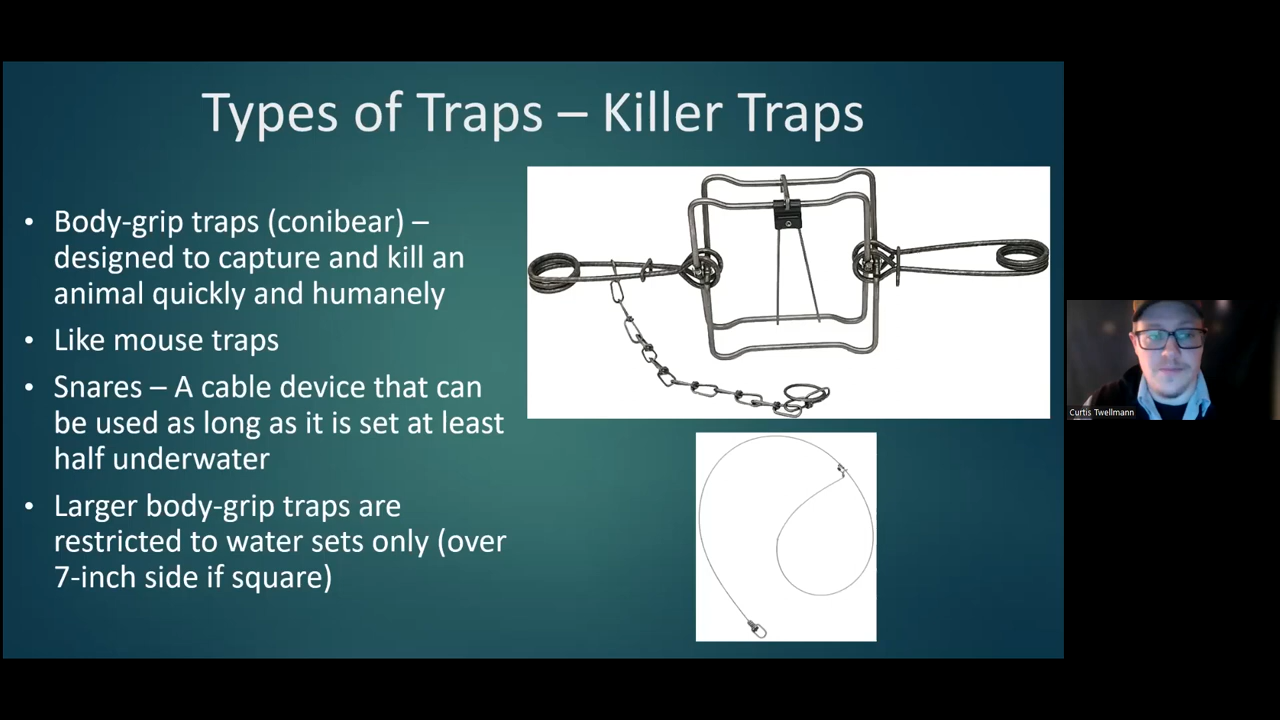 Types of Traps – Killer Traps
• Body-grip traps (conibear) –
designed to capture and kill an
animal quickly and humanely
• Like mouse traps
• Snares – A cable device that can
be used as long as it is set at least
half underwater
• Larger body-grip traps are
restricted to water sets only (over
7-inch side if square)
Curtis Twellmann